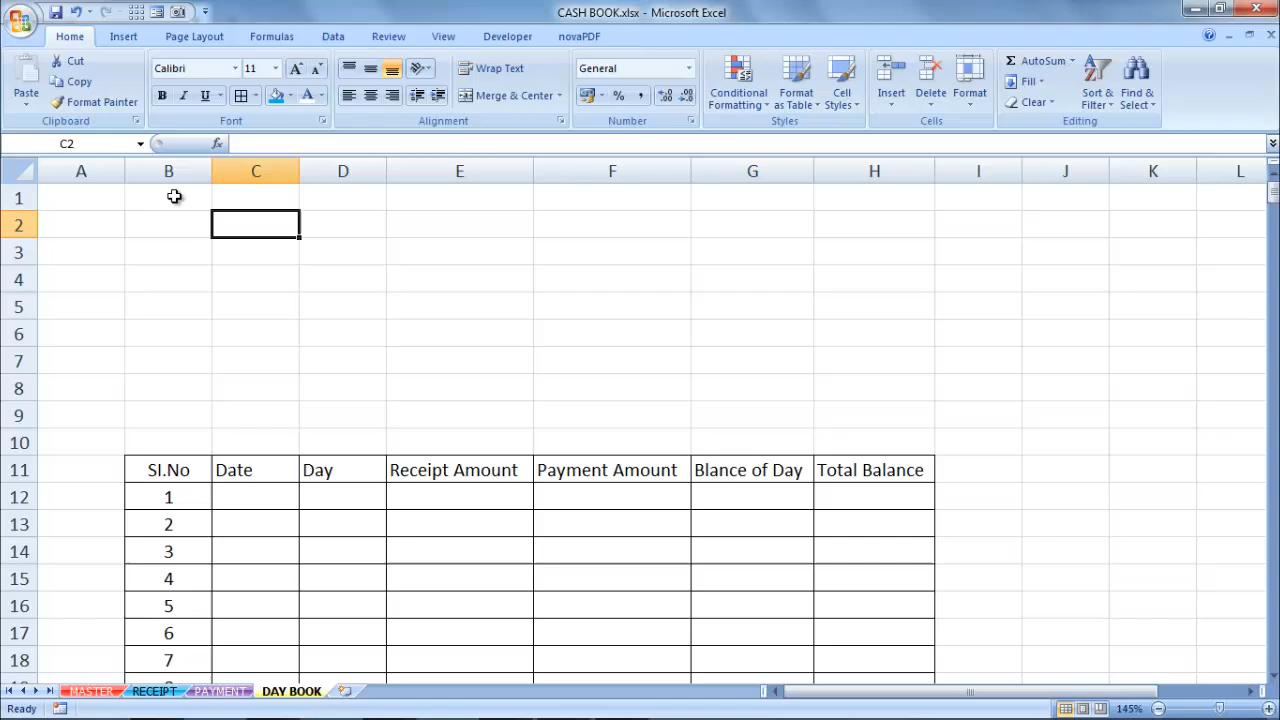 CASH BOOK.xlsx - Microsoft Excel
Home Insert Page Layout Formulas Data Review View Developer novaPDF
Paste Cut Copy Format Painter
Calibri 11
B I U
Wrap Text
Merge & Center
General
% ,
Conditional Formatting
Format as Table
Cell Styles
Insert Delete Format
Σ AutoSum
Fill
Clear
Sort & Filter
Find & Select
Clipboard Font Alignment Number Styles Cells Editing
C2 fx
A B C D E F G H I J K L
1
2
3
4
5
6
7
8
9
10
11 SI.No Date Day Receipt Amount Payment Amount Blance of Day Total Balance
12 1
13 2
14 3
15 4
16 5
17 6
18 7
MASTER RECEIPT PAYMENT DAY BOOK
Ready 145%